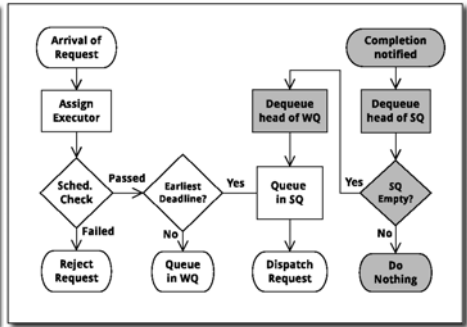 Arrival of
Request
Completion
notified
Assign
Executor
Dequeue
head of WQ
Dequeue
head of SQ
Sched.
Check
Passed
Earliest
Deadline?
Yes
Queue
in SQ
Yes
SQ
Empty?
Failed
No
No
Reject
Request
Queue
in WQ
Dispatch
Request
Do
Nothing